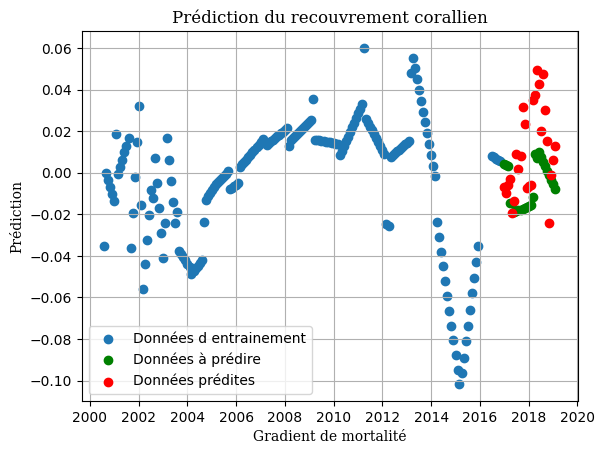 Prédiction du recouvrement corallien
Prédiction
0.06
0.04
0.02
0.00
−0.02
−0.04
−0.06
−0.08
−0.10
Données d entrainement
Données à prédire
Données prédites
2000 2002 2004 2006 2008 2010 2012 2014 2016 2018 2020
Gradient de mortalité